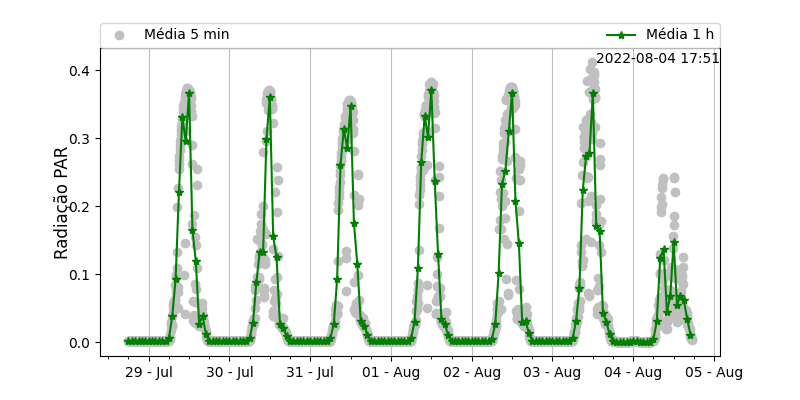 Média 5 min
Média 1 h
2022-08-04 17:51
Radiação PAR
0.4
0.3
0.2
0.1
0.0
29 - Jul
30 - Jul
31 - Jul
01 - Aug
02 - Aug
03 - Aug
04 - Aug
05 - Aug